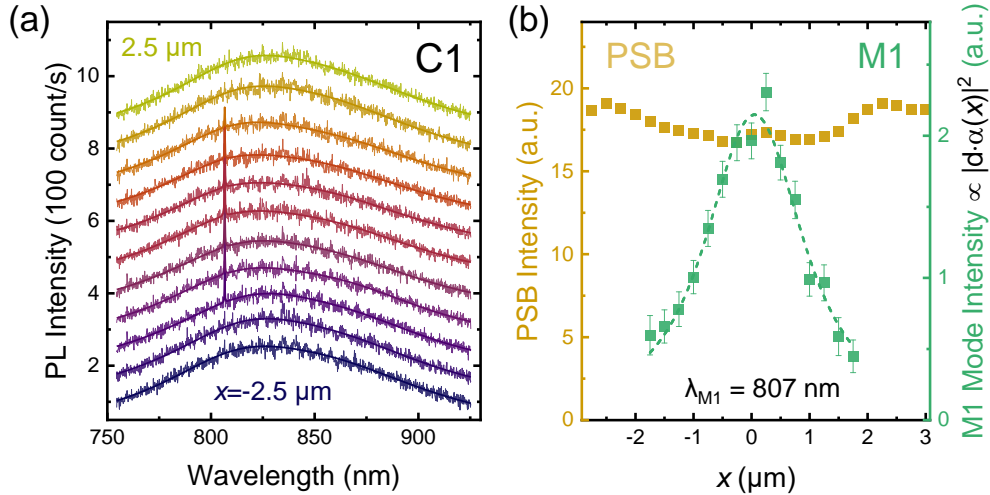 (a)
2.5 µm
C1
PL Intensity (100 count/s)
10
8
6
4
2
x=-2.5 µm
750
800
850
900
Wavelength (nm)
(b)
PSB
M1
PSB Intensity (a.u.)
20
15
10
5
0
λM1 = 807 nm
-2
-1
0
1
2
3
x (µm)
2
1
0
M1 Mode Intensity ∝ |d·α(x)|² (a.u.)